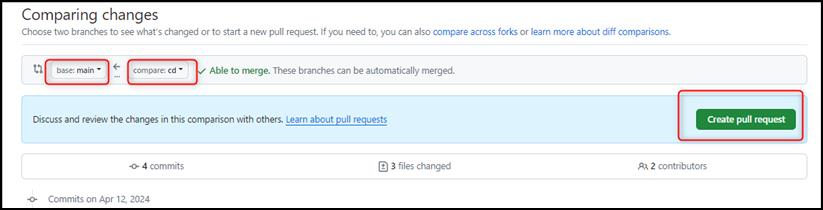 Comparing changes
Choose two branches to see what's changed or to start a new pull request. If you need to, you can also compare across forks or learn more about diff comparisons.
base: main ... compare: cd Able to merge. These branches can be automatically merged.
Discuss and review the changes in this comparison with others. Learn about pull requests Create pull request
4 commits 3 files changed 2 contributors
Commits on Apr 12, 2024